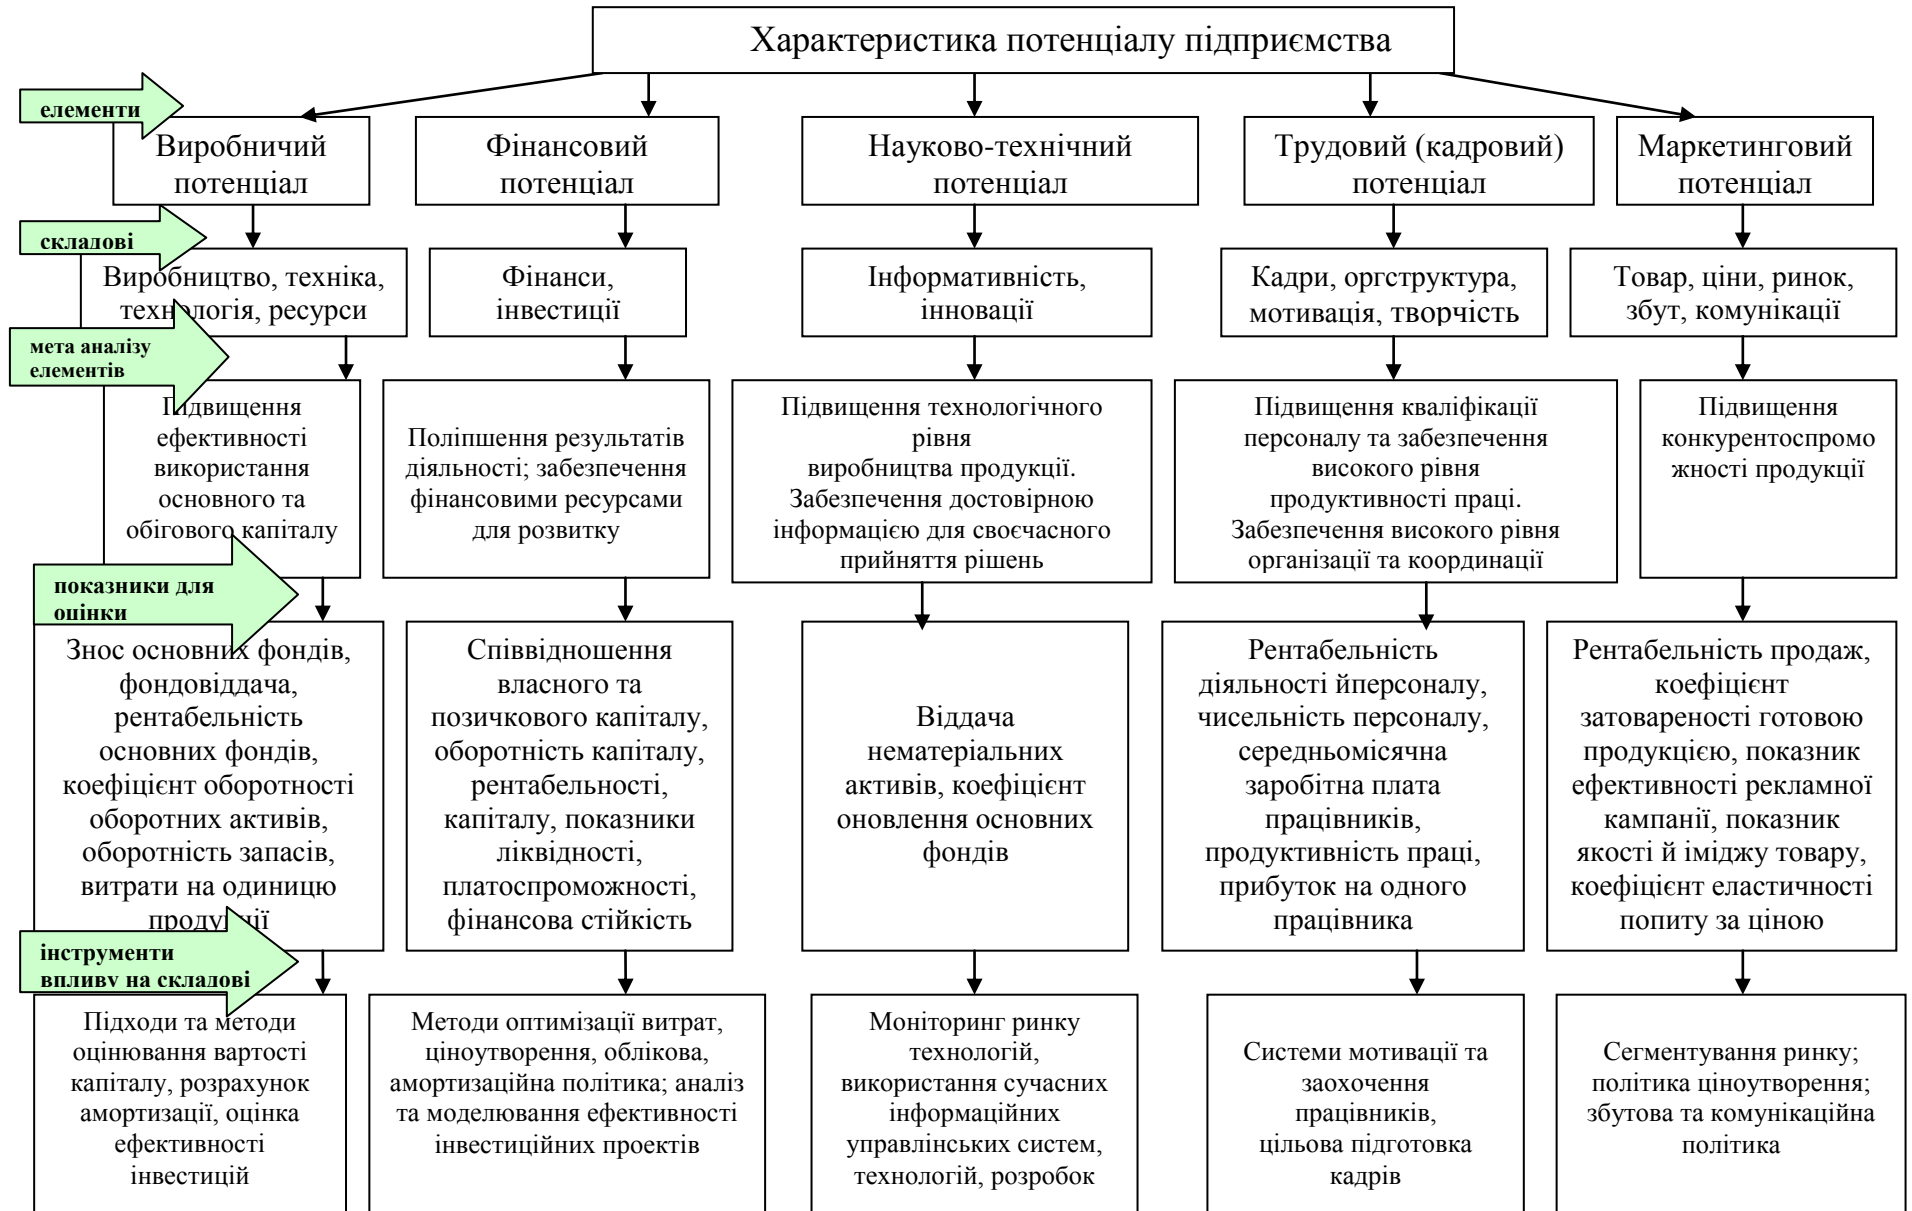 Характеристика потенціалу підприємства
елементи
Виробничий
потенціал
Фінансовий
потенціал
Науково-технічний
потенціал
Трудовий (кадровий)
потенціал
Маркетинговий
потенціал
складові
Виробництво, техніка,
технологія, ресурси
Фінанси,
інвестиції
Інформативність,
інновації
Кадри, оргструктура,
мотивація, творчість
Товар, ціни, ринок,
збут, комунікації
мета аналізу
елементів
Підвищення
ефективності
використання
основного та
обігового капіталу
Поліпшення результатів
діяльності; забезпечення
фінансовими ресурсами
для розвитку
Підвищення технологічного
рівня
виробництва продукції.
Забезпечення достовірною
інформацією для своєчасного
прийняття рішень
Підвищення кваліфікації
персоналу та забезпечення
високого рівня
продуктивності праці.
Забезпечення високого рівня
організації та координації
Підвищення
конкурентоспромо
жності продукції
показники для
оцінки
Знос основних фондів,
фондовіддача,
рентабельність
основних фондів,
коефіцієнт оборотності
оборотних активів,
оборотність запасів,
витрати на одиницю
продукції
Співвідношення
власного та
позичкового капіталу,
оборотність капіталу,
рентабельності,
капіталу, показники
ліквідності,
платоспроможності,
фінансова стійкість
Віддача
нематеріальних
активів, коефіцієнт
оновлення основних
фондів
Рентабельність
діяльності йперсоналу,
чисельність персоналу,
середньомісячна
заробітна плата
працівників,
продуктивність праці,
прибуток на одного
працівника
Рентабельність продаж,
коефіцієнт
затовареності готовою
продукцією, показник
ефективності рекламної
кампанії, показник
якості й іміджу товару,
коефіцієнт еластичності
попиту за ціною
інструменти
впливу на складові
Підходи та методи
оцінювання вартості
капіталу, розрахунок
амортизації, оцінка
ефективності
інвестицій
Методи оптимізації витрат,
ціноутворення, облікова,
амортизаційна політика; аналіз
та моделювання ефективності
інвестиційних проектів
Моніторинг ринку
технологій,
використання сучасних
інформаційних
управлінських систем,
технологій, розробок
Системи мотивації та
заохочення
працівників,
цільова підготовка
кадрів
Сегментування ринку;
політика ціноутворення;
збутова та комунікаційна
політика